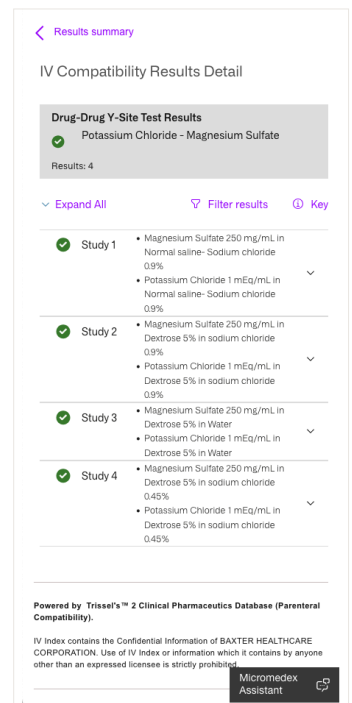 Results summary
IV Compatibility Results Detail
Drug-Drug Y-Site Test Results
Potassium Chloride - Magnesium Sulfate
Results: 4
Expand All
Filter results
Key
Study 1
• Magnesium Sulfate 250 mg/mL in
Normal saline- Sodium chloride
0.9%
• Potassium Chloride 1 mEq/mL in
Normal saline- Sodium chloride
0.9%
Study 2
• Magnesium Sulfate 250 mg/mL in
Dextrose 5% in sodium chloride
0.9%
• Potassium Chloride 1 mEq/mL in
Dextrose 5% in sodium chloride
0.9%
Study 3
• Magnesium Sulfate 250 mg/mL in
Dextrose 5% in Water
• Potassium Chloride 1 mEq/mL in
Dextrose 5% in Water
Study 4
• Magnesium Sulfate 250 mg/mL in
Dextrose 5% in sodium chloride
0.45%
• Potassium Chloride 1 mEq/mL in
Dextrose 5% in sodium chloride
0.45%
Powered by Trissel's™ 2 Clinical Pharmaceutics Database (Parenteral
Compatibility).
IV Index contains the Confidential Information of BAXTER HEALTHCARE
CORPORATION. Use of IV Index or information which it contains by anyone
other than an expressed licensee is strictly prohibited.
Micromedex
Assistant